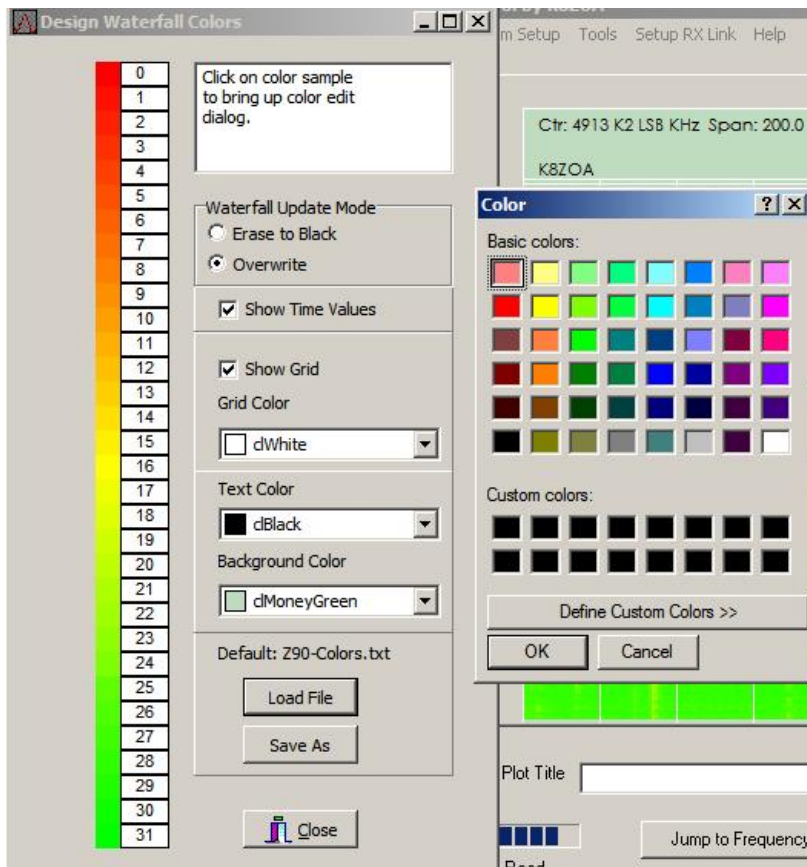 Design Waterfall Colors
0
1
2
3
4
5
6
7
8
9
10
11
12
13
14
15
16
17
18
19
20
21
22
23
24
25
26
27
28
29
30
31
Click on color sample
to bring up color edit
dialog.
Waterfall Update Mode
Erase to Black
Overwrite
Show Time Values
Show Grid
Grid Color
clWhite
Text Color
clBlack
Background Color
clMoneyGreen
Default: Z90-Colors.txt
Load File
Save As
Close
by K8ZOA
m Setup Tools Setup RX Link Help
Ctr: 4913 K2 LSB KHz Span: 200.0
K8ZOA
Color
Basic colors:
Custom colors:
Define Custom Colors >>
OK Cancel
Plot Title
Jump to Frequency